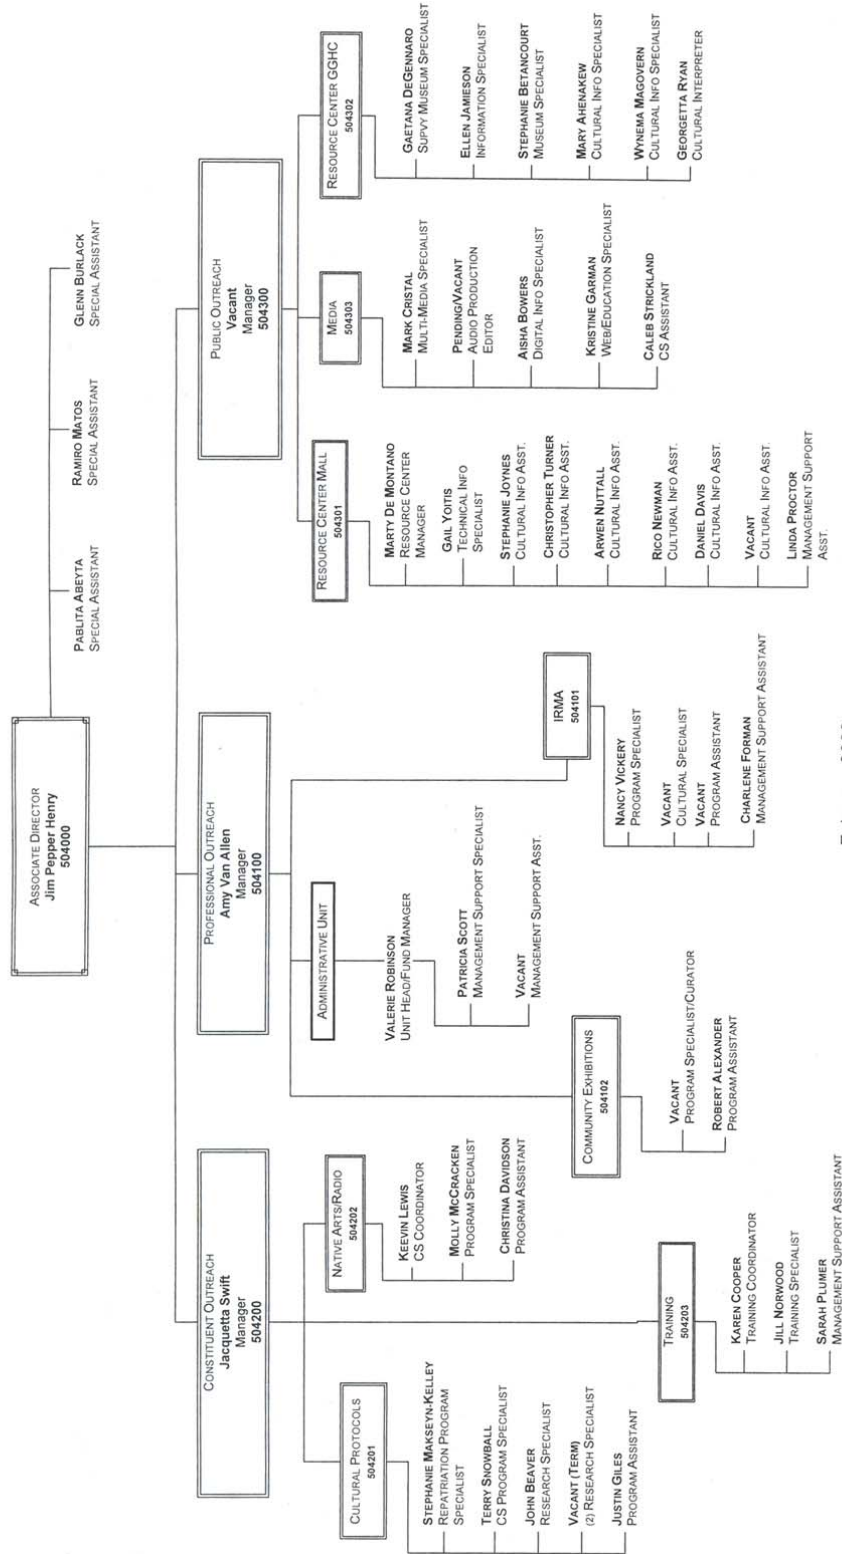 ASSOCIATE DIRECTOR
Jim Pepper Henry
504000
PABLITA ABEYTA
SPECIAL ASSISTANT
RAMIRO MATOS
SPECIAL ASSISTANT
GLENN BURLACK
SPECIAL ASSISTANT
CONSTITUENT OUTREACH
Jacquetta Swift
Manager
504200
PROFESSIONAL OUTREACH
Amy Van Allen
Manager
504100
PUBLIC OUTREACH
Vacant
Manager
504300
CULTURAL PROTOCOLS
504201
STEPHANIE MAKSEYN-KELLEY
REPATRIATION PROGRAM
SPECIALIST
TERRY SNOWBALL
CS PROGRAM SPECIALIST
JOHN BEAVER
RESEARCH SPECIALIST
VACANT (TERM)
(2) RESEARCH SPECIALIST
JUSTIN GILES
PROGRAM ASSISTANT
NATIVE ARTS/RADIO
504202
KEEVIN LEWIS
CS COORDINATOR
MOLLY MCCRACKEN
PROGRAM SPECIALIST
CHRISTINA DAVIDSON
PROGRAM ASSISTANT
TRAINING
504203
KAREN COOPER
TRAINING COORDINATOR
JILL NORWOOD
TRAINING SPECIALIST
SARAH PLUMER
MANAGEMENT SUPPORT ASSISTANT
ADMINISTRATIVE UNIT
VALERIE ROBINSON
UNIT HEAD/FUND MANAGER
PATRICIA SCOTT
MANAGEMENT SUPPORT SPECIALIST
VACANT
MANAGEMENT SUPPORT ASST.
COMMUNITY EXHIBITIONS
504102
VACANT
PROGRAM SPECIALIST/CURATOR
ROBERT ALEXANDER
PROGRAM ASSISTANT
IRMA
504101
NANCY VICKERY
PROGRAM SPECIALIST
VACANT
CULTURAL SPECIALIST
VACANT
PROGRAM ASSISTANT
CHARLENE FORMAN
MANAGEMENT SUPPORT ASSISTANT
RESOURCE CENTER MALL
504301
MARTY DE MONTANO
RESOURCE CENTER
MANAGER
GAIL YOITIS
TECHNICAL INFO
SPECIALIST
STEPHANIE JOYNES
CULTURAL INFO ASST.
CHRISTOPHER TURNER
CULTURAL INFO ASST.
ARWEN NUTTALL
CULTURAL INFO ASST.
RICO NEWMAN
CULTURAL INFO ASST.
DANIEL DAVIS
CULTURAL INFO ASST.
VACANT
CULTURAL INFO ASST.
LINDA PROCTOR
MANAGEMENT SUPPORT
ASST.
MEDIA
504303
MARK CRISTAL
MULTI-MEDIA SPECIALIST
PENDING/VACANT
AUDIO PRODUCTION
EDITOR
AISHA BOWERS
DIGITAL INFO SPECIALIST
KRISTINE GARMAN
WEB/EDUCATION SPECIALIST
CALEB STRICKLAND
CS ASSISTANT
RESOURCE CENTER GGHC
504302
GAETANA DEGENNARO
SUPVY MUSEUM SPECIALIST
ELLEN JAMIESON
INFORMATION SPECIALIST
STEPHANIE BETANCOURT
MUSEUM SPECIALIST
MARY AHENAKEW
CULTURAL INFO SPECIALIST
WYNEMA MAGOVERN
CULTURAL INFO SPECIALIST
GEORGETTA RYAN
CULTURAL INTERPRETER